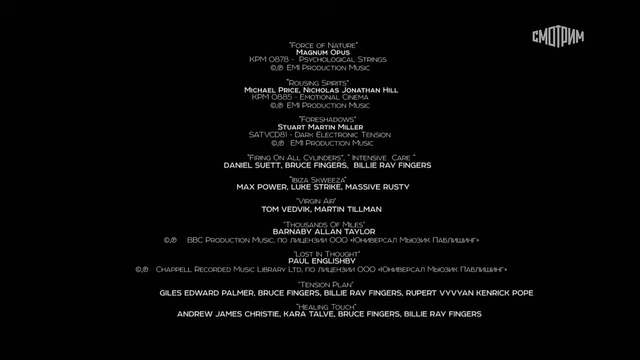 СМОТРИМ
"Force of Nature"
Magnum Opus
KPM 0878 - Psychological Strings
©,℗ EMI Production Music
"Rousing Spirits"
Michael Price, Nicholas Jonathan Hill
KPM 0885 - Emotional Cinema
©,℗ EMI Production Music
"Foreshadows"
Stuart Martin Miller
SATVCD81 - Dark Electronic Tension
©,℗ EMI Production Music
"Firing On All Cylinders", " Intensive Care "
DANIEL SUETT, BRUCE FINGERS, BILLIE RAY FINGERS
"Ibiza Skweeza"
MAX POWER, LUKE STRIKE, MASSIVE RUSTY
"Virgin Air"
TOM VEDVIK, MARTIN TILLMAN
"Thousands Of Miles"
BARNABY ALLAN TAYLOR
©,℗ BBC Production Music, по лицензии ООО «Юниверсал Мьюзик Паблишинг»
"Lost In Thought"
PAUL ENGLISHBY
©,℗ Chappell Recorded Music Library Ltd, по лицензии ООО «Юниверсал Мьюзик Паблишинг»
"Tension Plan"
GILES EDWARD PALMER, BRUCE FINGERS, BILLIE RAY FINGERS, RUPERT VYVYAN KENRICK POPE
"Healing Touch"
ANDREW JAMES CHRISTIE, KARA TALVE, BRUCE FINGERS, BILLIE RAY FINGERS